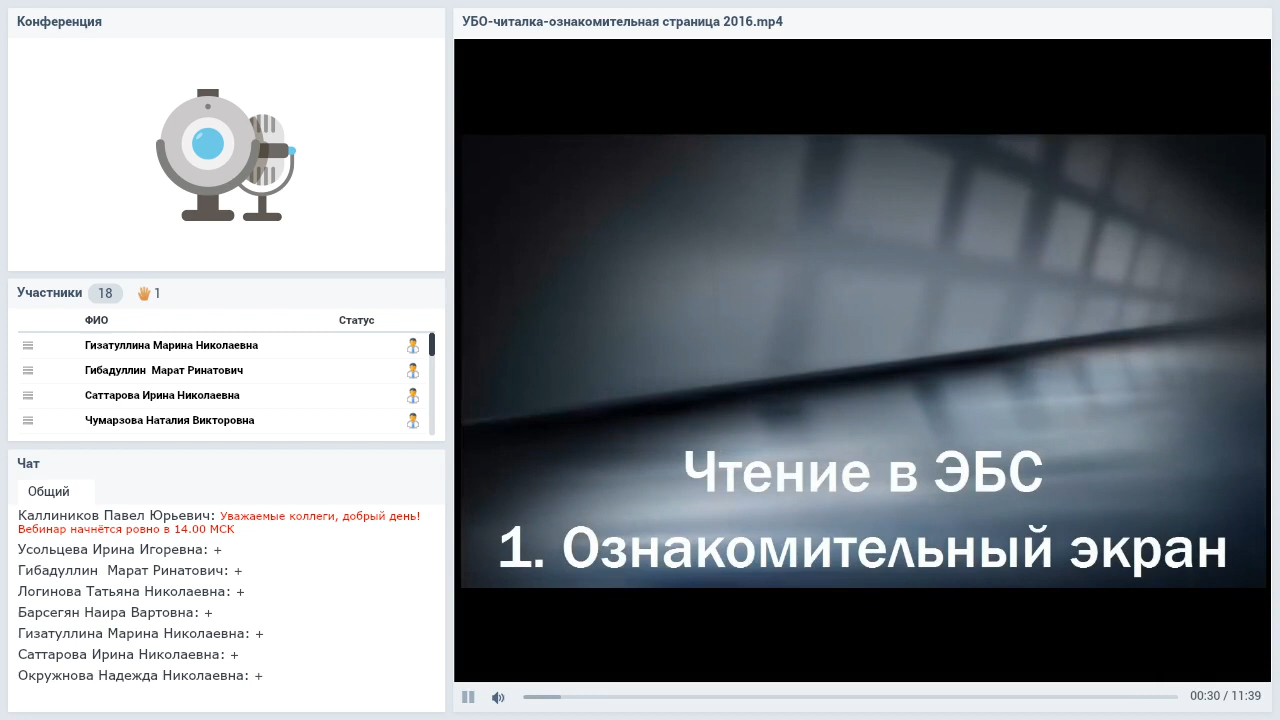 Конференция
УБО-читалка-ознакомительная страница 2016.mp4
Участники 18 1
ФИО Статус
Гизатуллина Марина Николаевна
Гибадуллин  Марат Ринатович
Саттарова Ирина Николаевна
Чумарзова Наталия Викторовна
Чат
Общий
Каллиников Павел Юрьевич: Уважаемые коллеги, добрый день!
Вебинар начнётся ровно в 14.00 МСК
Усольцева Ирина Игоревна: +
Гибадуллин  Марат Ринатович: +
Логинова Татьяна Николаевна: +
Барсегян Наира Вартовна: +
Гизатуллина Марина Николаевна: +
Саттарова Ирина Николаевна: +
Окружнова Надежда Николаевна: +
Чтение в ЭБС
1. Ознакомительный экран
00:30 / 11:39